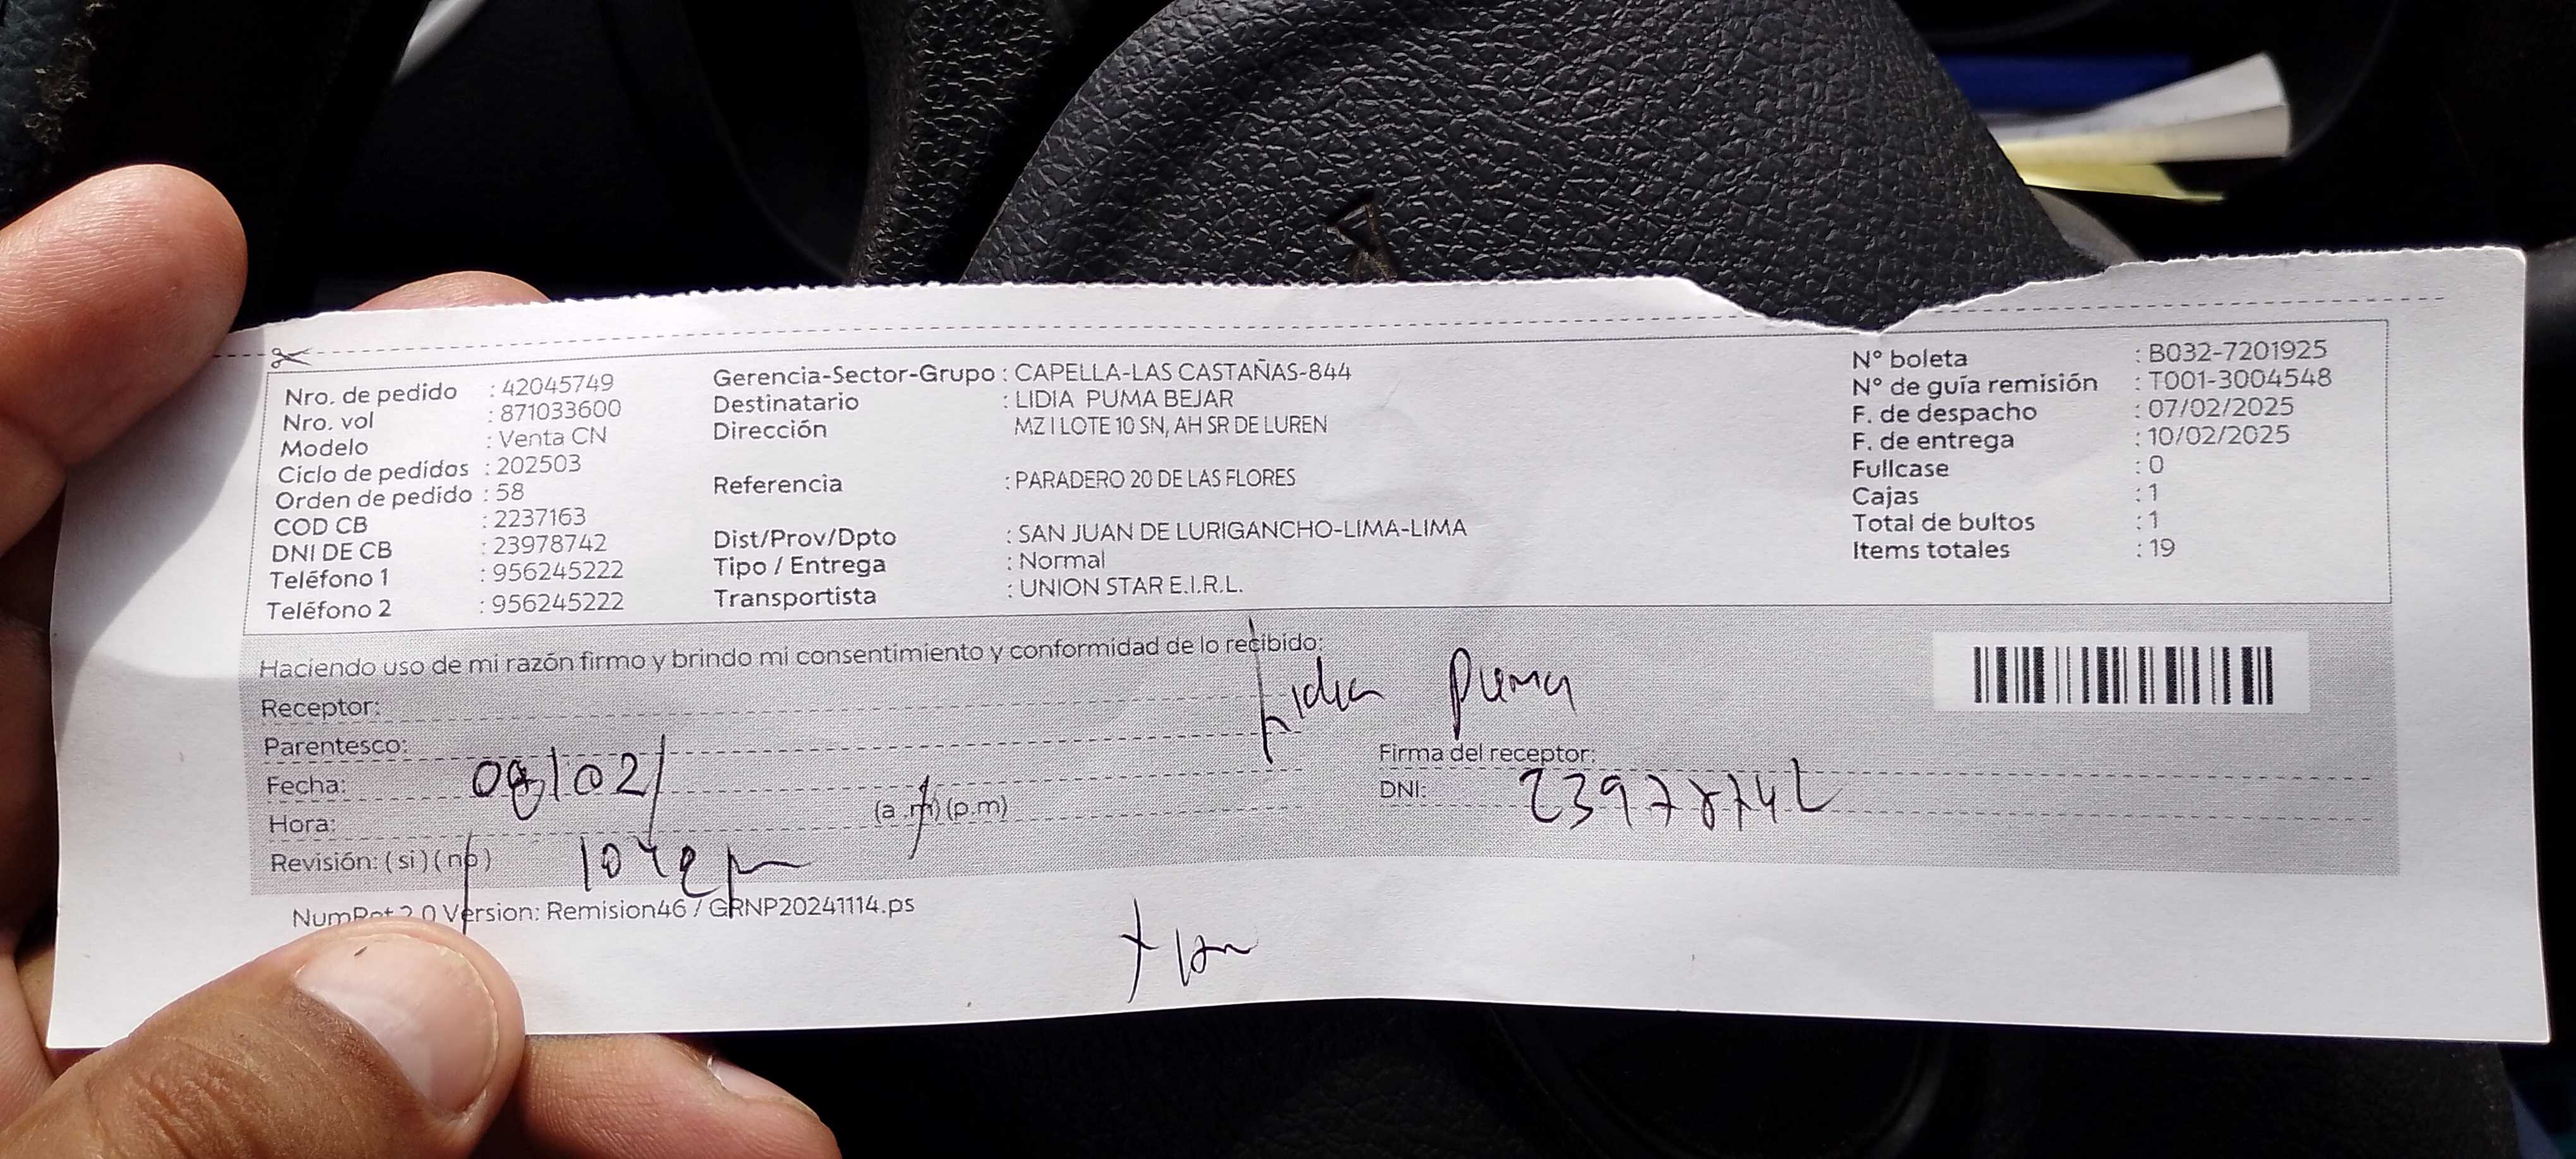 Nro. de pedido : 42045749
Nro. vol : 871033600
Modelo : Venta CN
Ciclo de pedidos : 202503
Orden de pedido : 58
COD CB : 2237163
DNI DE CB : 23978742
Teléfono 1 : 956245222
Teléfono 2 : 956245222
Gerencia-Sector-Grupo : CAPELLA-LAS CASTAÑAS-844
Destinatario : LIDIA PUMA BEJAR
Dirección MZ I LOTE 10 SN, AH SR DE LUREN
Referencia : PARADERO 20 DE LAS FLORES
Dist/Prov/Dpto : SAN JUAN DE LURIGANCHO-LIMA-LIMA
Tipo / Entrega : Normal
Transportista : UNION STAR E.I.R.L.
N° boleta : B032-7201925
N° de guía remisión : T001-3004548
F. de despacho : 07/02/2025
F. de entrega : 10/02/2025
Fullcase : 0
Cajas : 1
Total de bultos : 1
Items totales : 19
Haciendo uso de mi razón firmo y brindo mi consentimiento y conformidad de lo recibido:
Lidia Puma
Receptor:
Parentesco:
Firma del receptor:
Fecha:
DNI: 23978742
Hora: (a.m) (p.m)
Revisión: (si) (no)
2.0 Version: Remision46 / GRNP20241114.ps